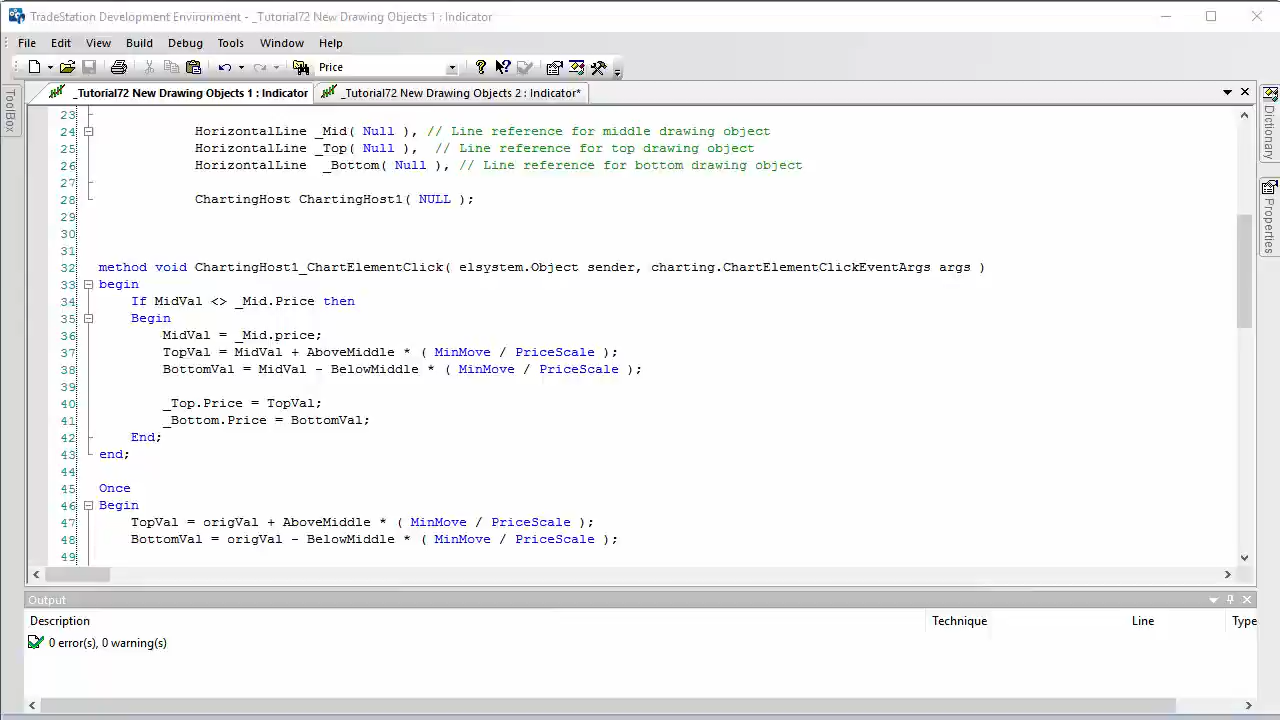 TradeStation Development Environment - _Tutorial72 New Drawing Objects 1 : Indicator
File Edit View Build Debug Tools Window Help
Price
_Tutorial72 New Drawing Objects 1 : Indicator _Tutorial72 New Drawing Objects 2 : Indicator*
ToolBox
Dictionary
Properties
23
24 HorizontalLine _Mid( Null ), // Line reference for middle drawing object
25 HorizontalLine _Top( Null ), // Line reference for top drawing object
26 HorizontalLine _Bottom( Null ), // Line reference for bottom drawing object
27
28 ChartingHost ChartingHost1( NULL );
29
30
31
32 method void ChartingHost1_ChartElementClick( elsystem.Object sender, charting.ChartElementClickEventArgs args )
33 begin
34 If MidVal <> _Mid.Price then
35 Begin
36 MidVal = _Mid.price;
37 TopVal = MidVal + AboveMiddle * ( MinMove / PriceScale );
38 BottomVal = MidVal - BelowMiddle * ( MinMove / PriceScale );
39
40 _Top.Price = TopVal;
41 _Bottom.Price = BottomVal;
42 End;
43 end;
44
45 Once
46 Begin
47 TopVal = origVal + AboveMiddle * ( MinMove / PriceScale );
48 BottomVal = origVal - BelowMiddle * ( MinMove / PriceScale );
49
Output
Description Technique Line Type
0 error(s), 0 warning(s)